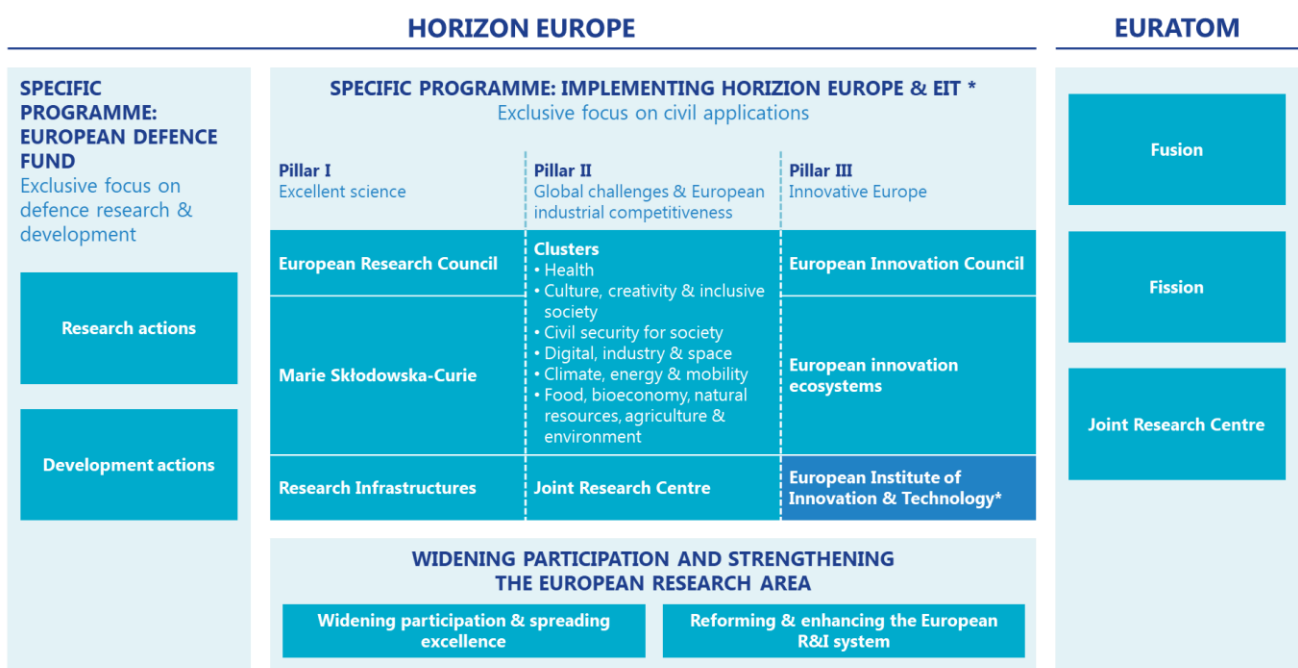 HORIZON EUROPE
EURATOM
SPECIFIC
PROGRAMME:
EUROPEAN DEFENCE
FUND
Exclusive focus on
defence research &
development
Research actions
Development actions
SPECIFIC PROGRAMME: IMPLEMENTING HORIZION EUROPE & EIT *
Exclusive focus on civil applications
Pillar I
Excellent science
European Research Council
Marie Skłodowska-Curie
Research Infrastructures
Pillar II
Global challenges & European
industrial competitiveness
Clusters
• Health
• Culture, creativity & inclusive
society
• Civil security for society
• Digital, industry & space
• Climate, energy & mobility
• Food, bioeconomy, natural
resources, agriculture &
environment
Joint Research Centre
Pillar III
Innovative Europe
European Innovation Council
European innovation
ecosystems
European Institute of
Innovation & Technology*
WIDENING PARTICIPATION AND STRENGTHENING
THE EUROPEAN RESEARCH AREA
Widening participation & spreading
excellence
Reforming & enhancing the European
R&I system
Fusion
Fission
Joint Research Centre